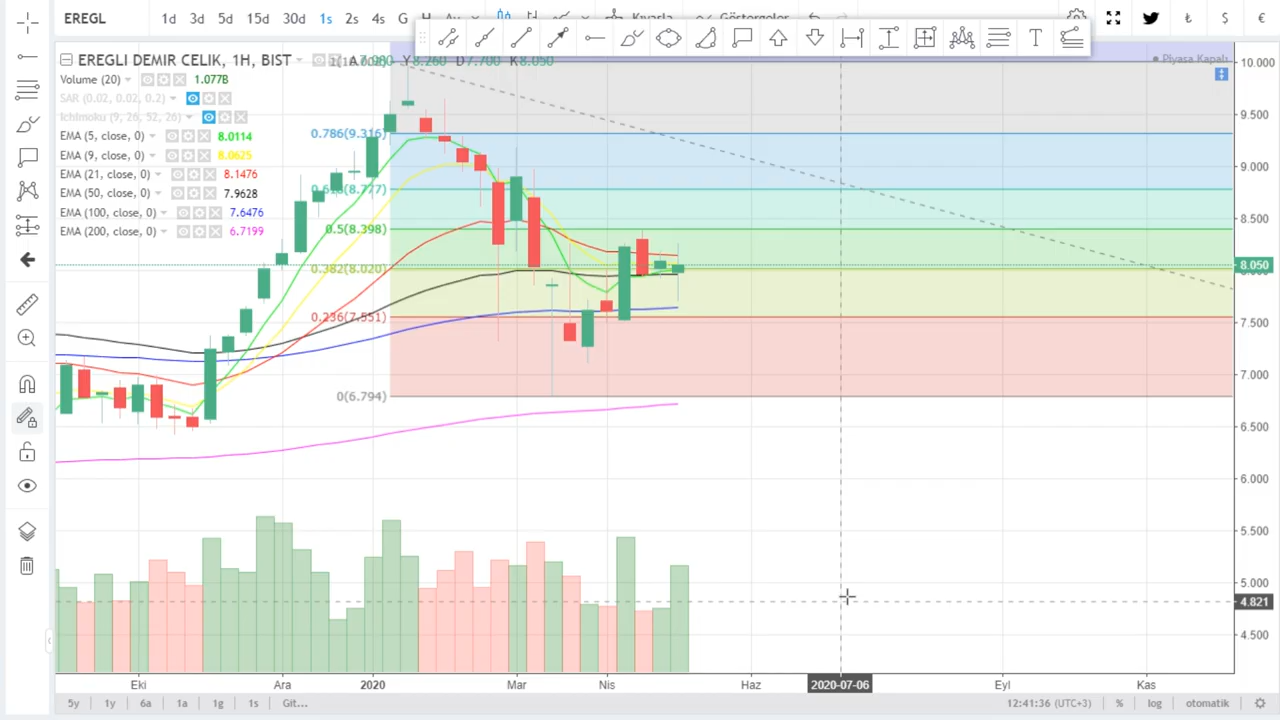 EREGL 1d 3d 5d 15d 30d 1s 2s 4s G H Kıyasla Göstergeler ₺ $ €
EREGLI DEMIR CELIK, 1H, BIST A7.980 Y8.260 D7.700 K8.050
Piyasa Kapalı
Volume (20) 1.077B
SAR (0.02, 0.02, 0.2)
Ichimoku (9, 26, 52, 26)
EMA (5, close, 0) 8.0114
EMA (9, close, 0) 8.0625
EMA (21, close, 0) 8.1476
EMA (50, close, 0) 7.9628
EMA (100, close, 0) 7.6476
EMA (200, close, 0) 6.7199
0.786(9.316)
0.5(8.398)
0.382(8.020)
0.236(7.551)
0(6.794)
10.000
9.500
9.000
8.500
8.050
7.500
7.000
6.500
6.000
5.500
5.000
4.821
4.500
Eki Ara 2020 Mar Nis Haz 2020-07-06 Eyl Kas
5y 1y 6a 1a 1g 1s Git... 12:41:36 (UTC+3) % log otomatik